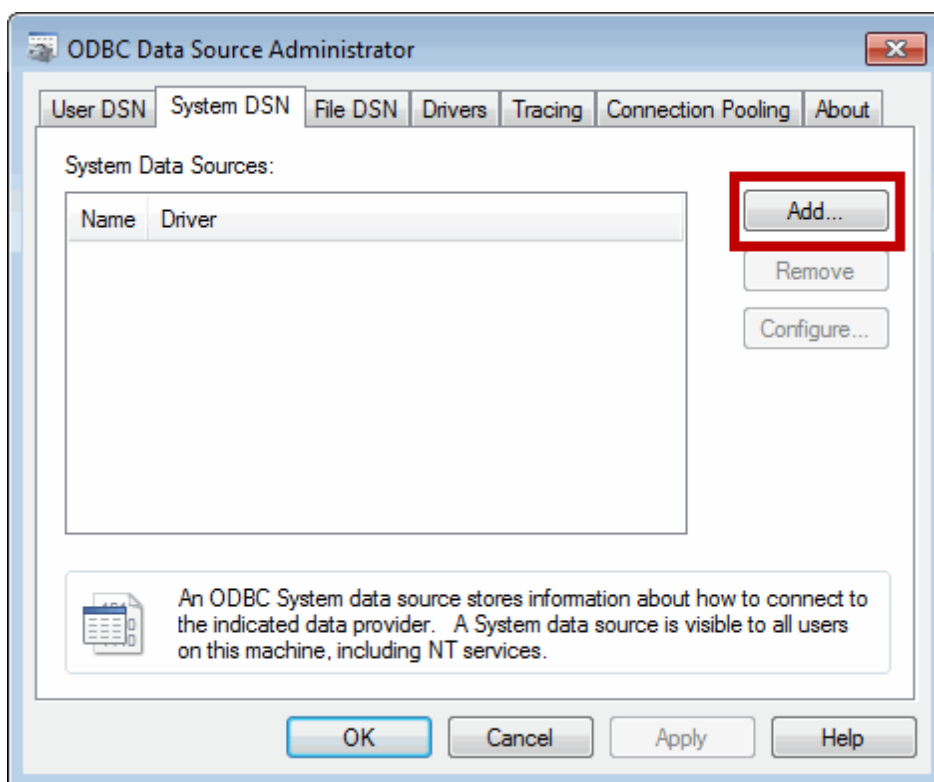 ODBC Data Source Administrator
User DSN System DSN File DSN Drivers Tracing Connection Pooling About
System Data Sources:
Name Driver
Add...
Remove
Configure...
An ODBC System data source stores information about how to connect to
the indicated data provider. A System data source is visible to all users
on this machine, including NT services.
OK Cancel Apply Help